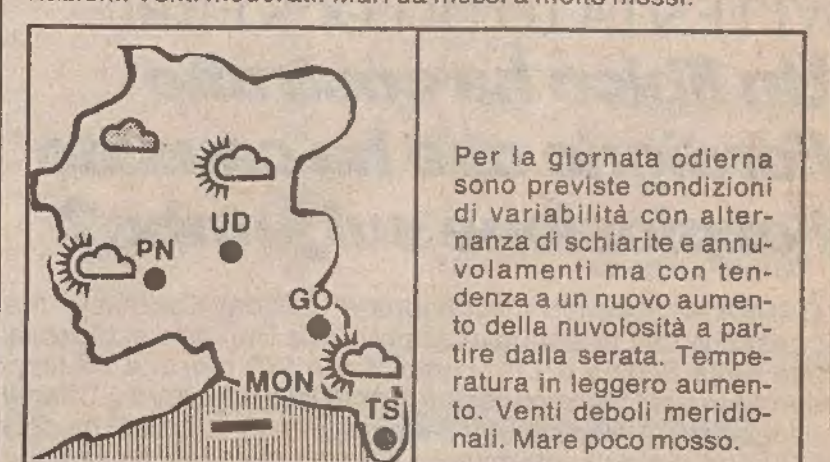 UD
PN
GO
MON
TS
Per la giornata odierna
sono previste condizioni
di variabilità con alter-
nanza di schiarite e annu-
volamenti ma con ten-
denza a un nuovo aumen-
to della nuvolosità a par-
tire dalla serata. Tempe-
ratura in leggero aumen-
to. Venti deboli meridio-
nali. Mare poco mosso.